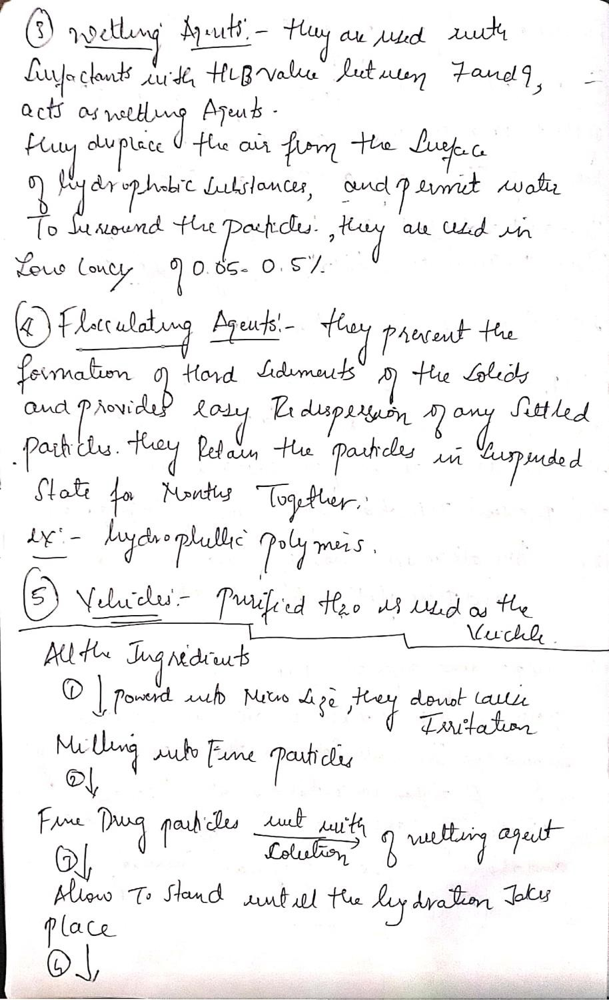 ③ Wetting Agents:- they are used with
Surfactants with HLB value between 7 and 9,
acts as wetting Agents.
they displace the air from the Surface
of hydrophobic Substances, and permit water
To Surround the particles., they are used in
Low Concy of 0.05- 0.5%.
④ Flocculating Agents:- they prevent the
formation of Hard Sediments of the Solids
and provides easy Redispersion of any Settled
particles. they Retain the particles in Suspended
State for Months Together.
ex:- hydrophillic polymers.
⑤ Vehicles:- Purified H2O is used as the
Veichle.
All the Ingredients
① ↓ Powerd into Micro Size, they donot cause
Irritation
Milling into Fine particles
② ↓
Fine Drug particles wet with of wetting agent
Solution
③ ↓
Allow To Stand until the hydration Takes
place
④ ↓